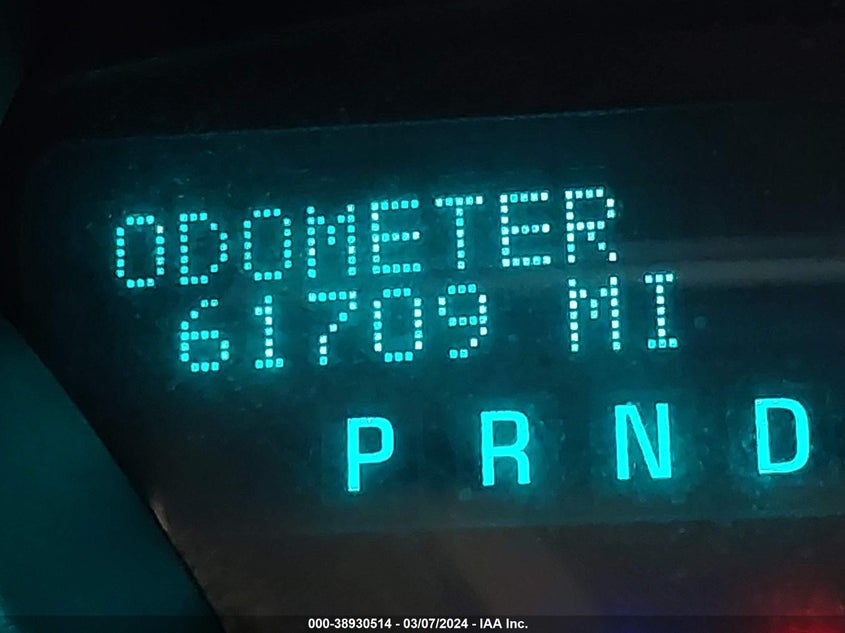 ODOMETER
61709 MI
P R N D
000-38930514 - 03/07/2024 - IAA Inc.